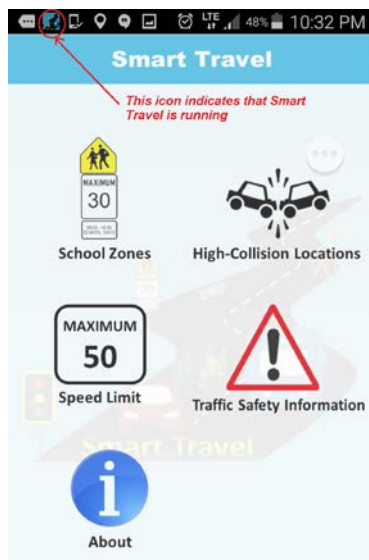 LTE 48% 10:32 PM
Smart Travel
This icon indicates that Smart
Travel is running
MAXIMUM
30
School Zones
High-Collision Locations
MAXIMUM
50
Speed Limit
Traffic Safety Information
Smart Travel
i
About